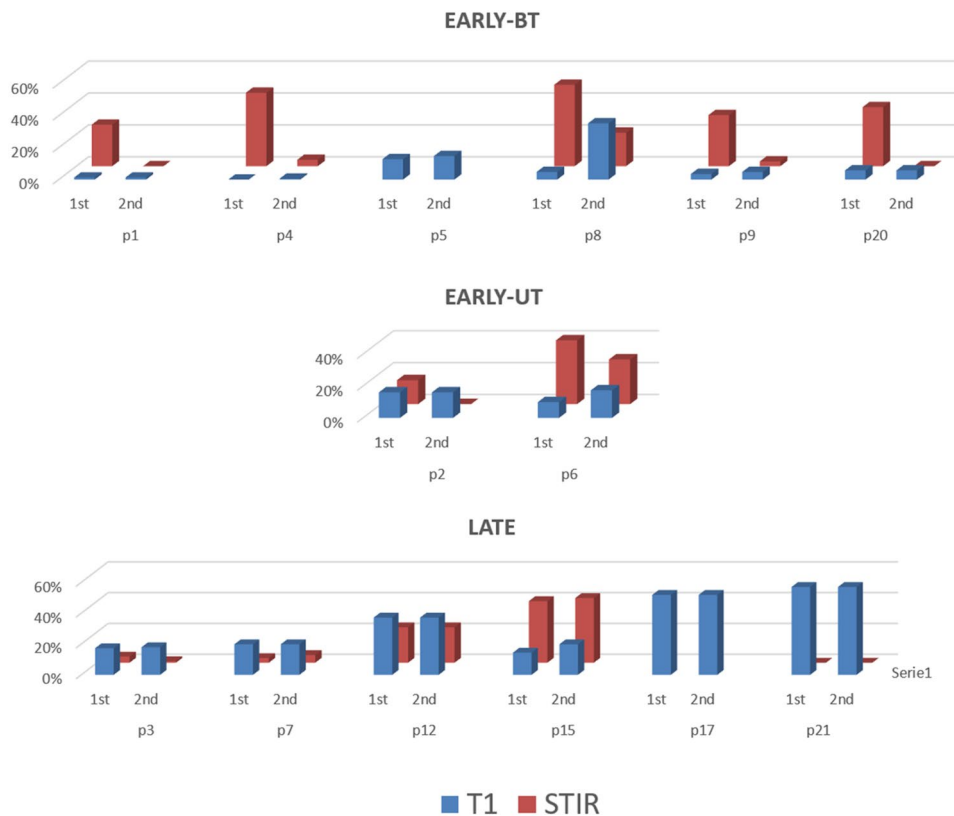 EARLY-BT
60%
40%
20%
0%
1st 2nd 1st 2nd 1st 2nd 1st 2nd 1st 2nd 1st 2nd
p1 p4 p5 p8 p9 p20
EARLY-UT
40%
20%
0%
1st 2nd 1st 2nd
p2 p6
LATE
60%
40%
20%
0%
Serie1
1st 2nd 1st 2nd 1st 2nd 1st 2nd 1st 2nd 1st 2nd
p3 p7 p12 p15 p17 p21
T1 STIR